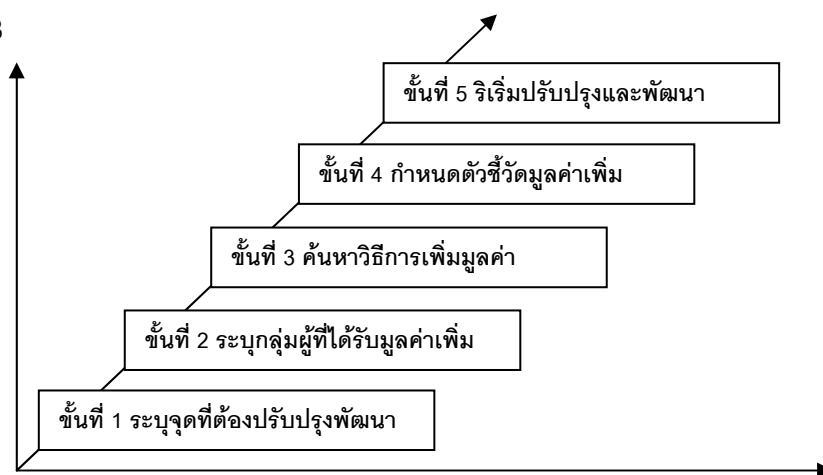 ขั้นที่ 5 ริเริ่มปรับปรุงและพัฒนา
ขั้นที่ 4 กำหนดตัวชี้วัดมูลค่าเพิ่ม
ขั้นที่ 3 ค้นหาวิธีการเพิ่มมูลค่า
ขั้นที่ 2 ระบุกลุ่มผู้ที่ได้รับมูลค่าเพิ่ม
ขั้นที่ 1 ระบุจุดที่ต้องปรับปรุงพัฒนา